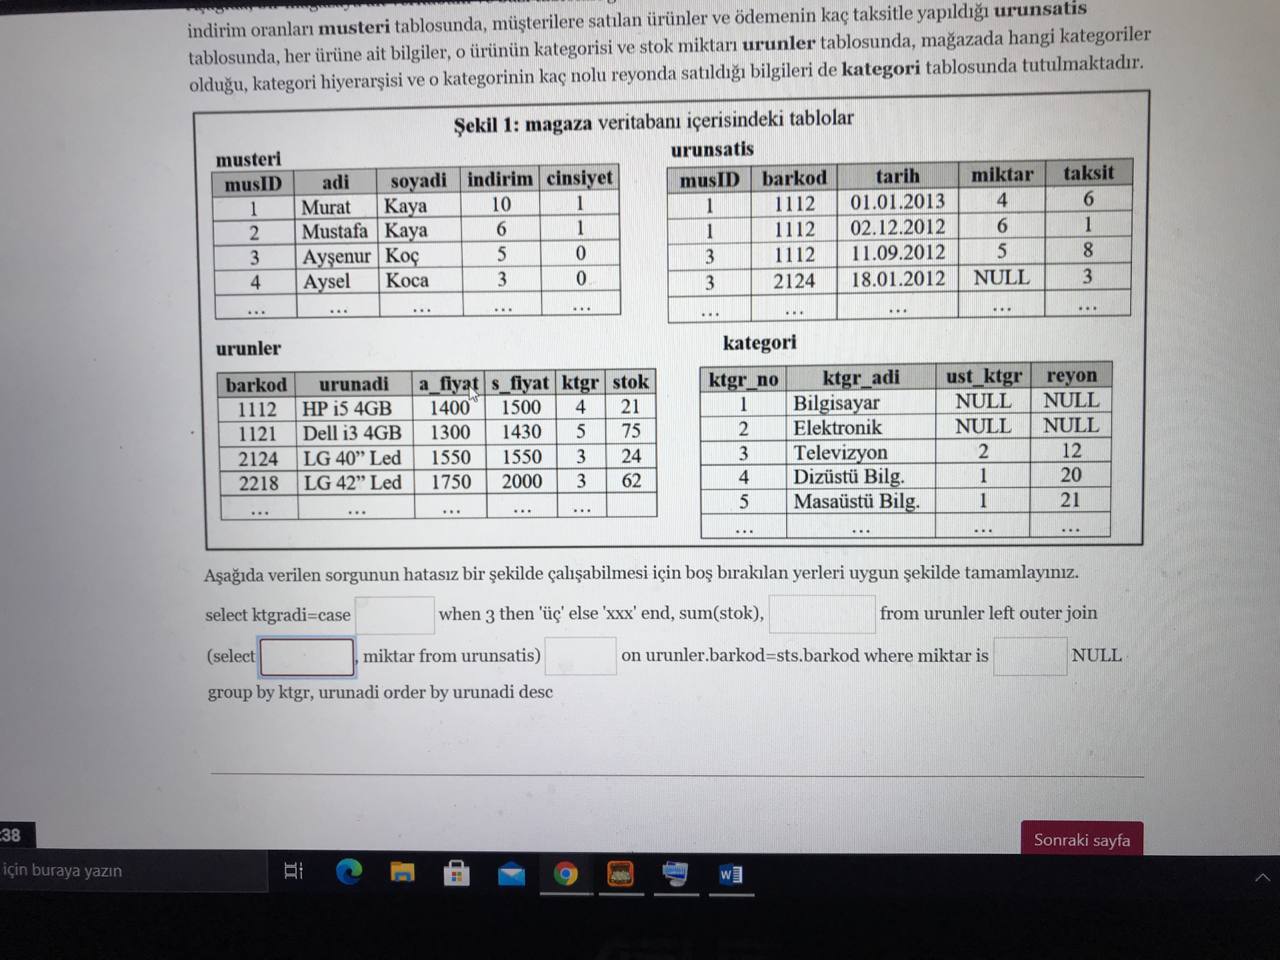 indirim oranları musteri tablosunda, müşterilere satılan ürünler ve ödemenin kaç taksitle yapıldığı urunsatis
tablosunda, her ürüne ait bilgiler, o ürünün kategorisi ve stok miktarı urunler tablosunda, mağazada hangi kategoriler
olduğu, kategori hiyerarşisi ve o kategorinin kaç nolu reyonda satıldığı bilgileri de kategori tablosunda tutulmaktadır.
Şekil 1: magaza veritabanı içerisindeki tablolar
musteri
musID adi soyadi indirim cinsiyet
1 Murat Kaya 10 1
2 Mustafa Kaya 6 1
3 Ayşenur Koç 5 0
4 Aysel Koca 3 0
... ... ... ... ...
urunsatis
musID barkod tarih miktar taksit
1 1112 01.01.2013 4 6
1 1112 02.12.2012 6 1
3 1112 11.09.2012 5 8
3 2124 18.01.2012 NULL 3
... ... ... ... ...
urunler
barkod urunadi a_fiyat s_fiyat ktgr stok
1112 HP i5 4GB 1400 1500 4 21
1121 Dell i3 4GB 1300 1430 5 75
2124 LG 40” Led 1550 1550 3 24
2218 LG 42” Led 1750 2000 3 62
... ... ... ... ...
kategori
ktgr_no ktgr_adi ust_ktgr reyon
1 Bilgisayar NULL NULL
2 Elektronik NULL NULL
3 Televizyon 2 12
4 Dizüstü Bilg. 1 20
5 Masaüstü Bilg. 1 21
... ... ... ...
Aşağıda verilen sorgunun hatasız bir şekilde çalışabilmesi için boş bırakılan yerleri uygun şekilde tamamlayınız.
select ktgradi=case when 3 then 'üç' else 'xxx' end, sum(stok), from urunler left outer join
(select , miktar from urunsatis) on urunler.barkod=sts.barkod where miktar is NULL
group by ktgr, urunadi order by urunadi desc
:38
Sonraki sayfa
için buraya yazın
W